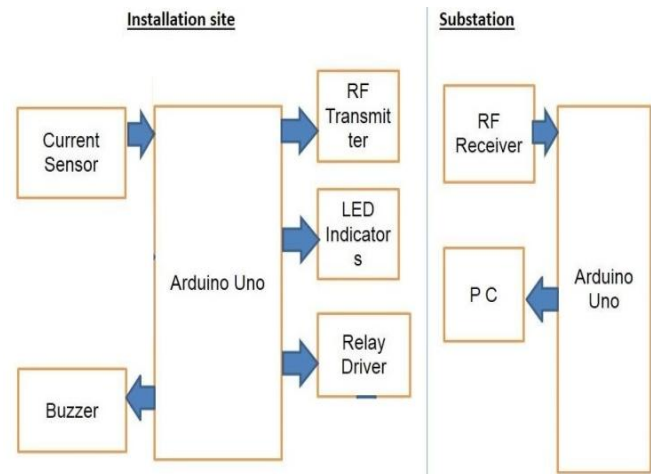 Installation site
Substation
Current
Sensor
Arduino Uno
Buzzer
RF
Transmit
ter
LED
Indicator
s
Relay
Driver
RF
Receiver
P C
Arduino
Uno